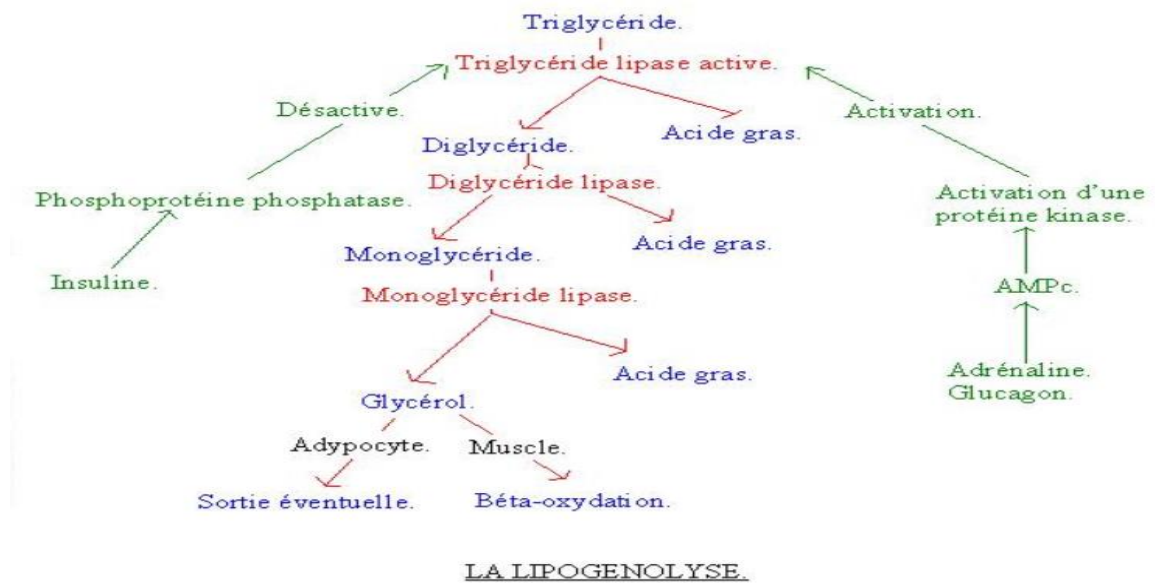 Triglycéride.
Triglycéride lipase active.
Désactive.
Activation.
Acide gras.
Diglycéride.
Diglycéride lipase.
Phosphoprotéine phosphatase.
Activation d'une
protéine kinase.
Acide gras.
Monoglycéride.
Insuline.
Monoglycéride lipase.
AMPc.
Acide gras.
Adrénaline.
Glucagon.
Glycérol.
Adypocyte.
Muscle.
Sortie éventuelle.
Béta-oxydation.
LA LIPOGENOLYSE.